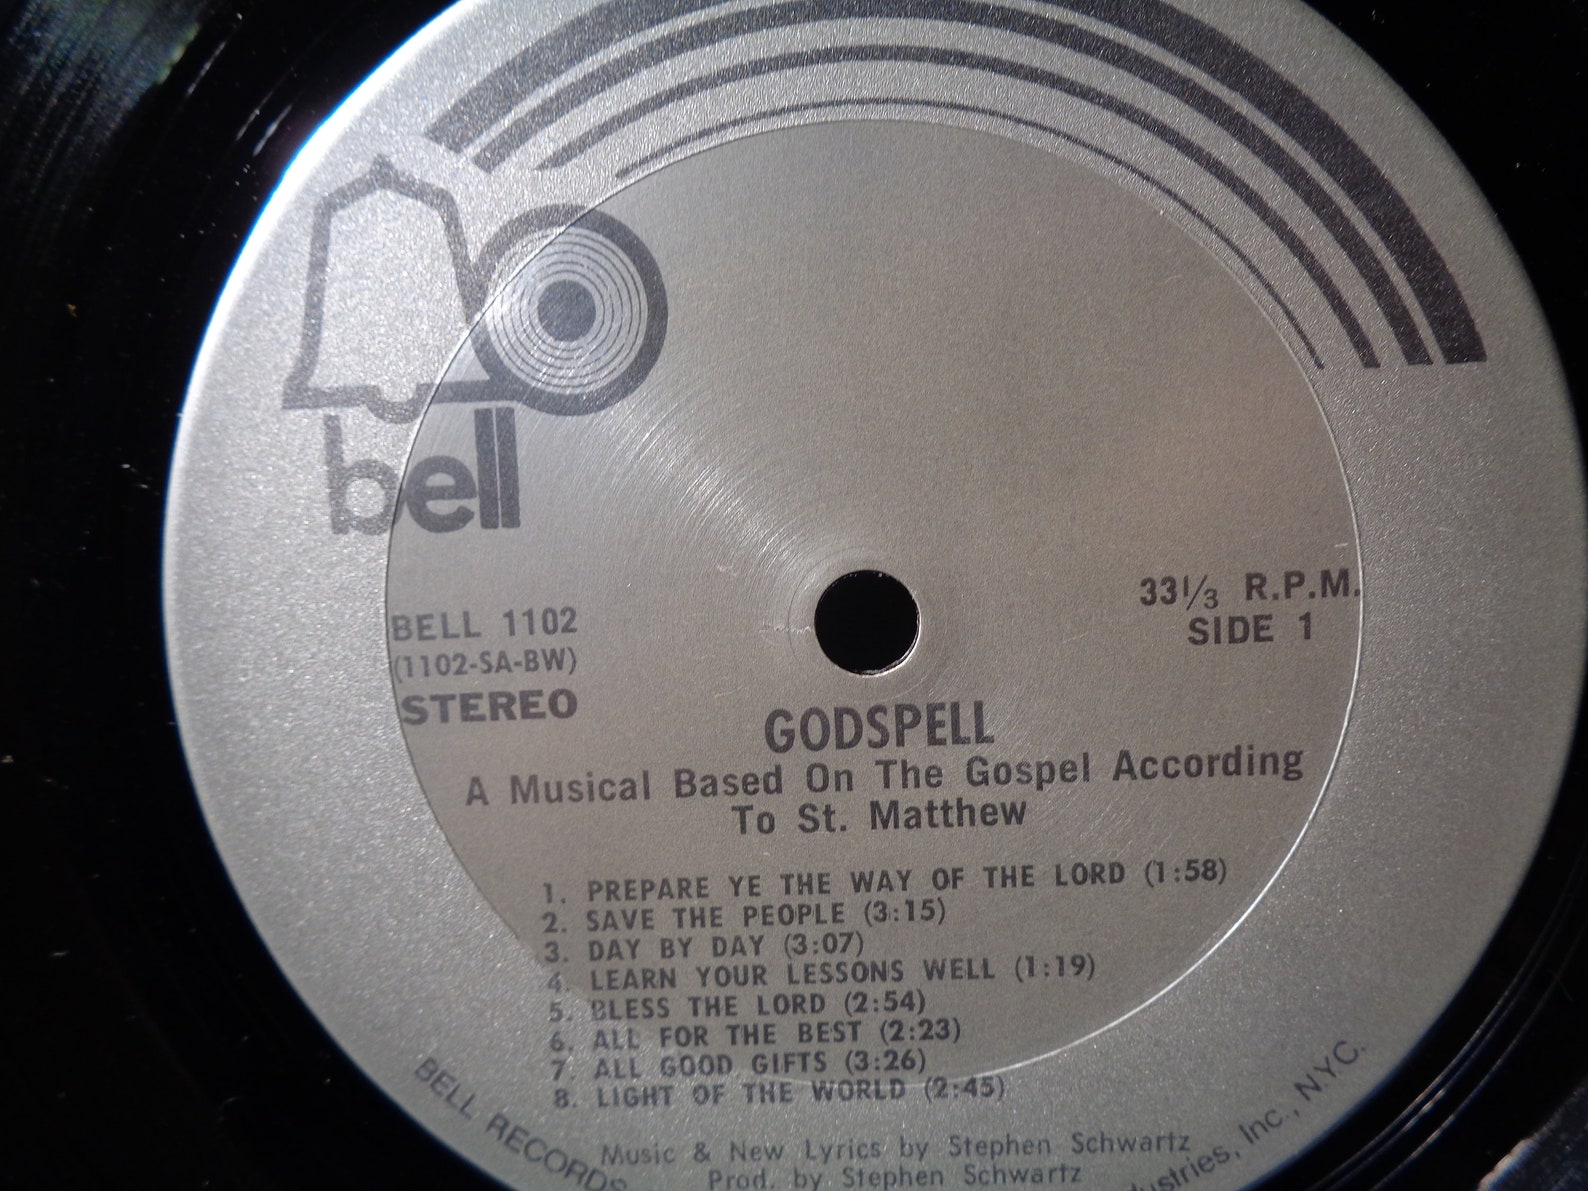 bell
BELL 1102
(1102-SA-BW)
STEREO
33 1/3 R.P.M.
SIDE 1
GODSPELL
A Musical Based On The Gospel According
To St. Matthew
1. PREPARE YE THE WAY OF THE LORD (1:58)
2. SAVE THE PEOPLE (3:15)
3. DAY BY DAY (3:07)
4. LEARN YOUR LESSONS WELL (1:19)
5. BLESS THE LORD (2:54)
6. ALL FOR THE BEST (2:23)
7. ALL GOOD GIFTS (3:26)
8. LIGHT OF THE WORLD (2:45)
Music & New Lyrics by Stephen Schwartz
Prod. by Stephen Schwartz
BELL RECORDS
Inc., NYC.